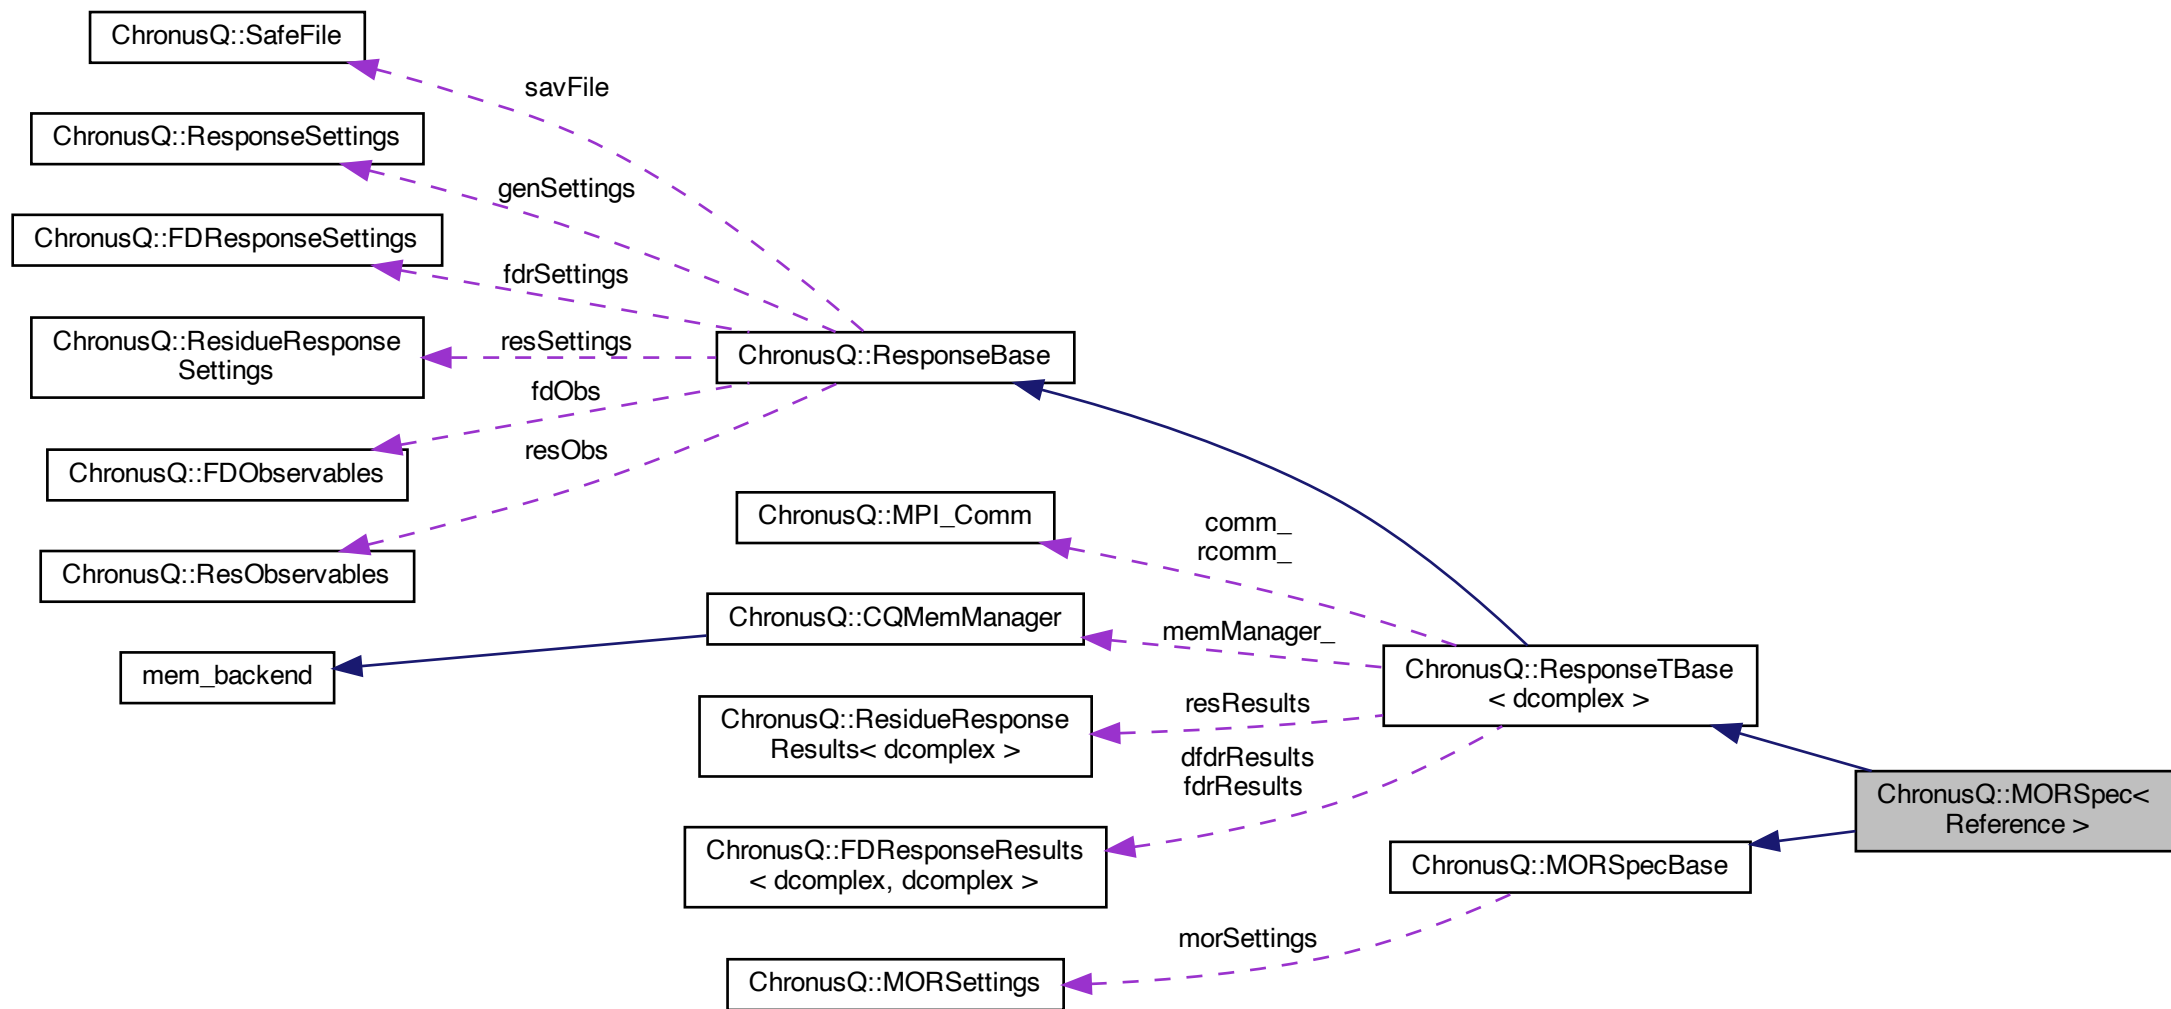 ChronusQ::SafeFile
savFile
ChronusQ::ResponseSettings
genSettings
ChronusQ::FDResponseSettings
fdrSettings
ChronusQ::ResidueResponse
Settings
resSettings
ChronusQ::ResponseBase
fdObs
ChronusQ::FDObservables
resObs
ChronusQ::ResObservables
ChronusQ::MPI_Comm
comm_
rcomm_
ChronusQ::CQMemManager
memManager_
mem_backend
ChronusQ::ResponseTBase
< dcomplex >
ChronusQ::ResidueResponse
Results< dcomplex >
resResults
dfdrResults
fdrResults
ChronusQ::MORSpec<
Reference >
ChronusQ::FDResponseResults
< dcomplex, dcomplex >
ChronusQ::MORSpecBase
morSettings
ChronusQ::MORSettings